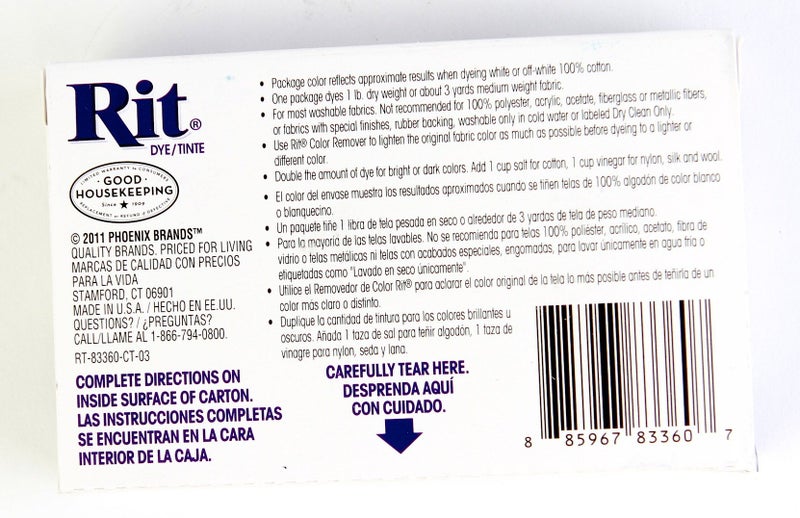 Rit®
DYE/TINTE
LIMITED WARRANTY to CONSUMERS
· GOOD ·
HOUSEKEEPING
Since ★ 1909
REPLACEMENT or REFUND if DEFECTIVE
© 2011 PHOENIX BRANDS™
QUALITY BRANDS. PRICED FOR LIVING
MARCAS DE CALIDAD CON PRECIOS
PARA LA VIDA
STAMFORD, CT 06901
MADE IN U.S.A. / HECHO EN EE.UU.
QUESTIONS? / ¿PREGUNTAS?
CALL/LLAME AL 1-866-794-0800.
RT-83360-CT-03
COMPLETE DIRECTIONS ON
INSIDE SURFACE OF CARTON.
LAS INSTRUCCIONES COMPLETAS
SE ENCUENTRAN EN LA CARA
INTERIOR DE LA CAJA.
• Package color reflects approximate results when dyeing white or off-white 100% cotton.
• One package dyes 1 lb. dry weight or about 3 yards medium weight fabric.
• For most washable fabrics. Not recommended for 100% polyester, acrylic, acetate, fiberglass or metallic fibers,
or fabrics with special finishes, rubber backing, washable only in cold water or labeled Dry Clean Only.
• Use Rit® Color Remover to lighten the original fabric color as much as possible before dyeing to a lighter or
different color.
• Double the amount of dye for bright or dark colors. Add 1 cup salt for cotton, 1 cup vinegar for nylon, silk and wool.
• El color del envase muestra los resultados aproximados cuando se tiñen telas de 100% algodón de color blanco
o blanquecino.
• Un paquete tiñe 1 libra de tela pesada en seco o alrededor de 3 yardas de tela de peso mediano.
• Para la mayoría de las telas lavables. No se recomienda para telas 100% poliéster, acrílico, acetato, fibra de
vidrio o telas metálicas ni telas con acabados especiales, engomadas, para lavar únicamente en agua fría o
etiquetadas como "Lavado en seco únicamente".
• Utilice el Removedor de Color Rit® para aclarar el color original de la tela lo más posible antes de teñirla de un
color más claro o distinto.
• Duplique la cantidad de tintura para los colores brillantes u
oscuros. Añada 1 taza de sal para teñir algodón, 1 taza de
vinagre para nylon, seda y lana.
CAREFULLY TEAR HERE.
DESPRENDA AQUÍ
CON CUIDADO.
8 85967 83360 7